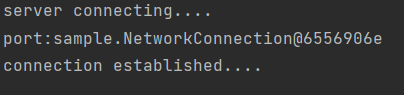 server connecting....
port:sample.NetworkConnection@6556906e
connection established....